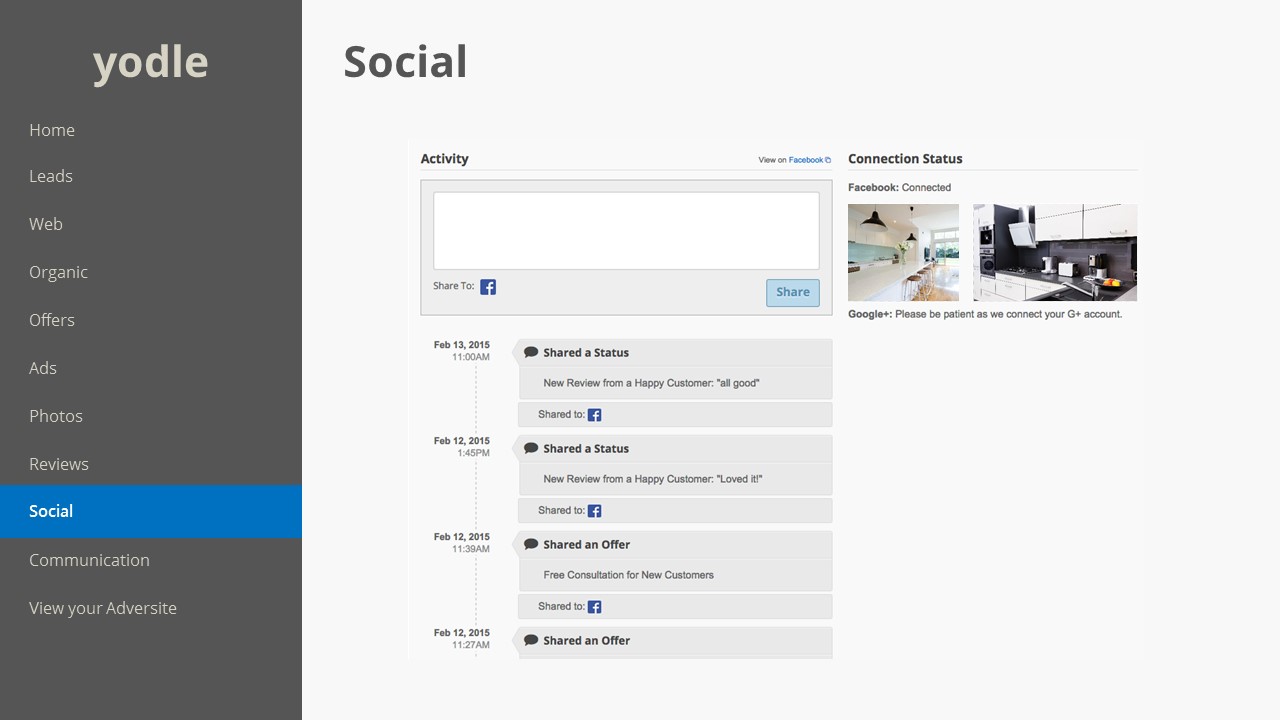 yodle
Home
Leads
Web
Organic
Offers
Ads
Photos
Reviews
Social
Communication
View your Adversite
Social
Activity
View on Facebook
Share To:
Share
Feb 13, 2015
11:00AM
Shared a Status
New Review from a Happy Customer: "all good"
Shared to:
Feb 12, 2015
1:45PM
Shared a Status
New Review from a Happy Customer: "Loved it!"
Shared to:
Feb 12, 2015
11:39AM
Shared an Offer
Free Consultation for New Customers
Shared to:
Feb 12, 2015
11:27AM
Shared an Offer
Connection Status
Facebook: Connected
Google+: Please be patient as we connect your G+ account.